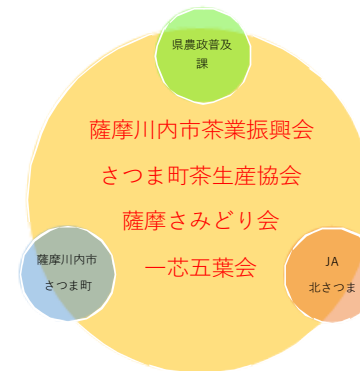 県農政普及
課
薩摩川内市茶業振興会
さつま町茶生産協会
薩摩さみどり会
一芯五葉会
薩摩川内市
さつま町
JA
北さつま